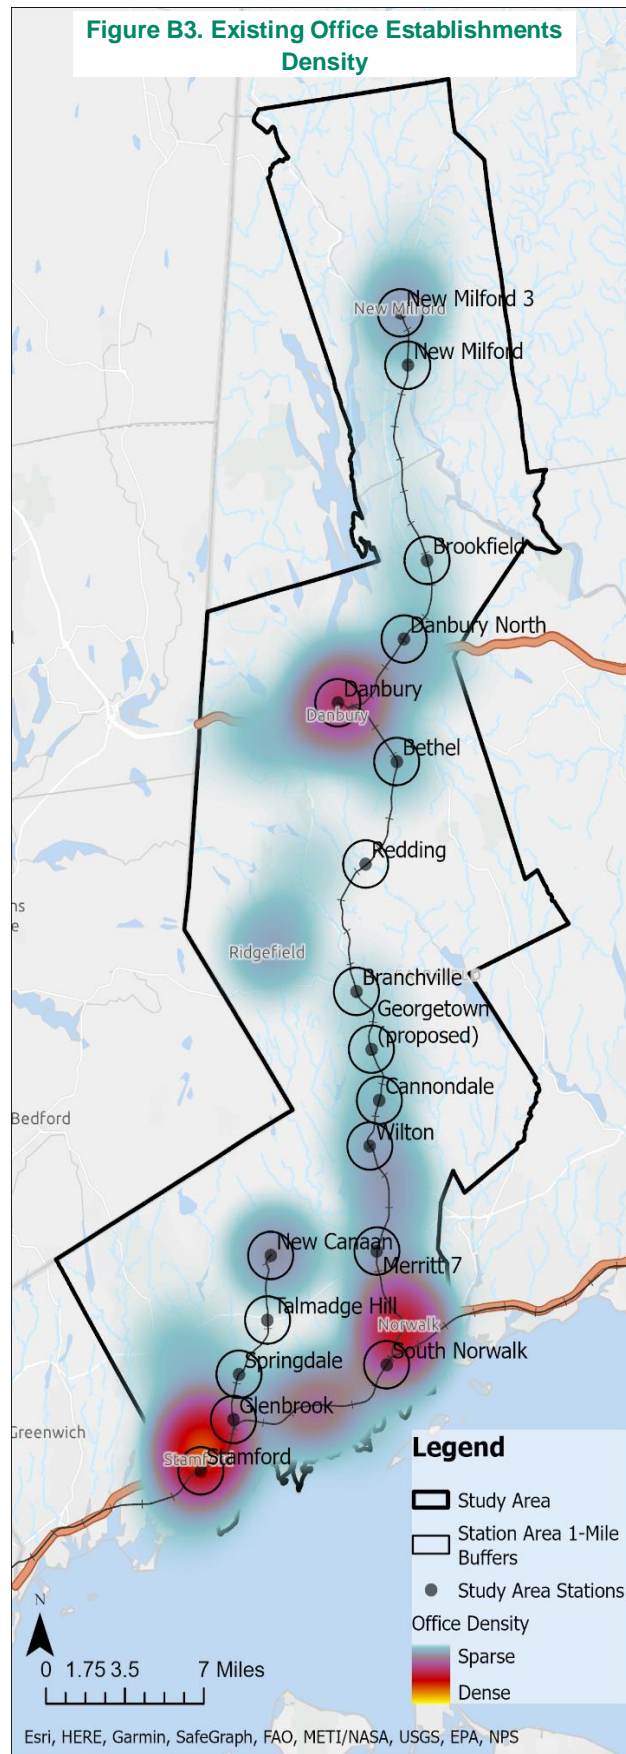 Figure B3. Existing Office Establishments
Density
New Milford 3
New Milford
New Milford
Brookfield
Danbury North
Danbury
Danbury
Bethel
Redding
Ridgefield
Branchville
Georgetown
(proposed)
Cannondale
Bedford
Wilton
New Canaan
Merritt 7
Talmadge Hill
Norwalk
South Norwalk
Springdale
Glenbrook
Greenwich
Stamford
Stamford
Legend
Study Area
Station Area 1-Mile
Buffers
Study Area Stations
Office Density
Sparse
Dense
N
0 1.75 3.5 7 Miles
Esri, HERE, Garmin, SafeGraph, FAO, METI/NASA, USGS, EPA, NPS